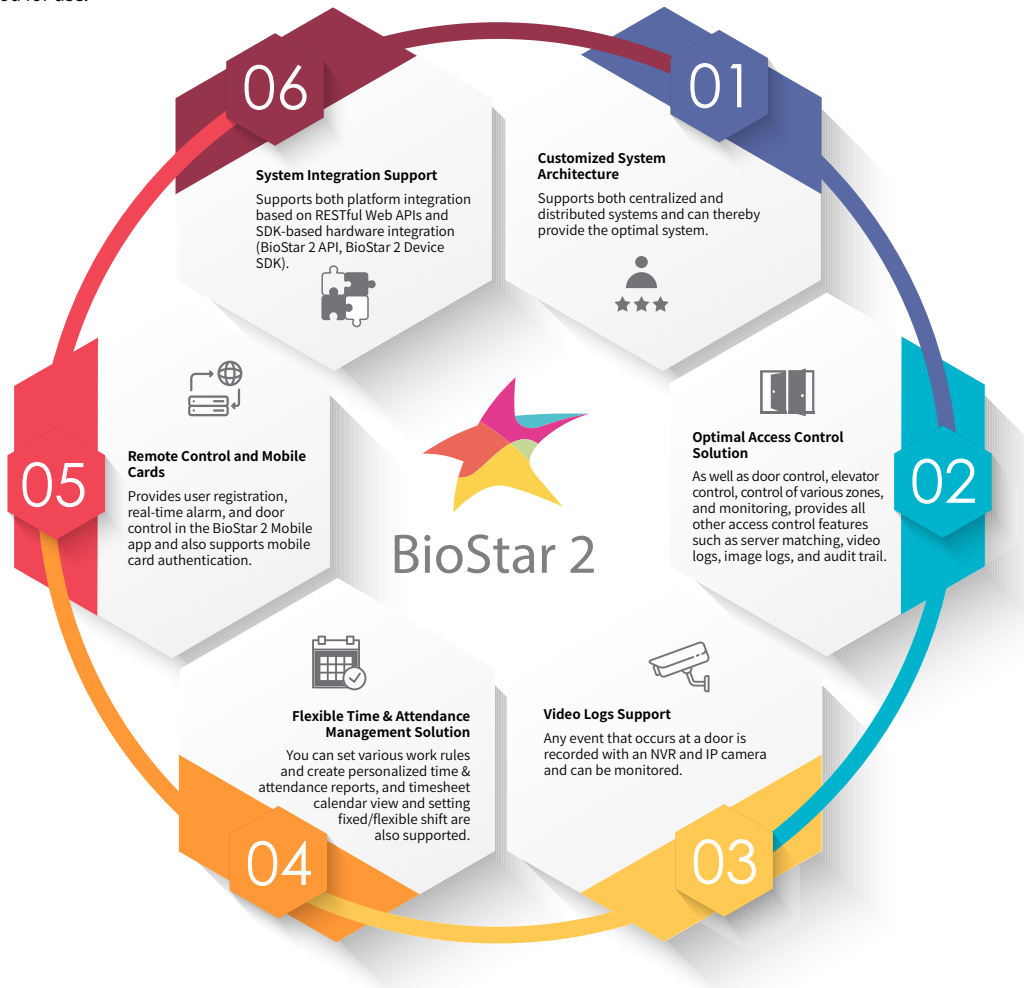 for use.
06
System Integration Support
Supports both platform integration
based on RESTful Web APIs and
SDK-based hardware integration
(BioStar 2 API, BioStar 2 Device
SDK).
01
Customized System
Architecture
Supports both centralized and
distributed systems and can thereby
provide the optimal system.
02
Optimal Access Control
Solution
As well as door control, elevator
control, control of various zones,
and monitoring, provides all
other access control features
such as server matching, video
logs, image logs, and audit trail.
05
Remote Control and Mobile
Cards
Provides user registration,
real-time alarm, and door
control in the BioStar 2 Mobile
app and also supports mobile
card authentication.
BioStar 2
Flexible Time & Attendance
Management Solution
You can set various work rules
and create personalized time &
attendance reports, and timesheet
calendar view and setting
fixed/flexible shift are
also supported.
04
Video Logs Support
Any event that occurs at a door is
recorded with an NVR and IP camera
and can be monitored.
03